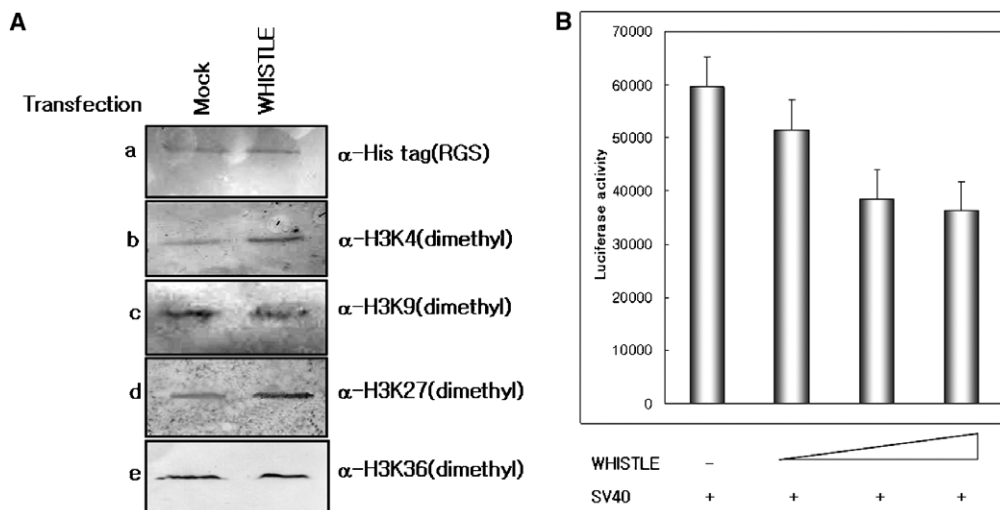 A
Transfection
Mock
WHISTLE
a
α-His tag(RGS)
b
α-H3K4(dimethyl)
c
α-H3K9(dimethyl)
d
α-H3K27(dimethyl)
e
α-H3K36(dimethyl)
B
Luciferase activity
70000
60000
50000
40000
30000
20000
10000
0
WHISTLE –
SV40 + + + +